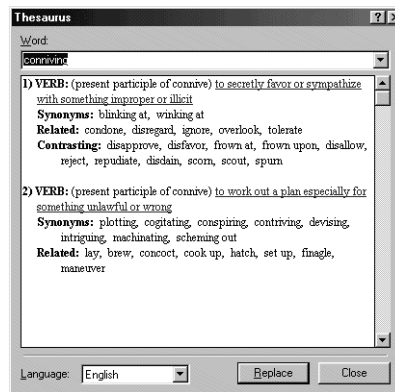 Thesaurus
Word:
conniving
1) VERB: (present participle of connive) to secretly favor or sympathize
with something improper or illicit
Synonyms: blinking at, winking at
Related: condone, disregard, ignore, overlook, tolerate
Contrasting: disapprove, disfavor, frown at, frown upon, disallow,
reject, repudiate, disdain, scorn, scout, spurn
2) VERB: (present participle of connive) to work out a plan especially for
something unlawful or wrong
Synonyms: plotting, cogitating, conspiring, contriving, devising,
intriguing, machinating, scheming out
Related: lay, brew, concoct, cook up, hatch, set up, finagle,
maneuver
Language: English Replace Close